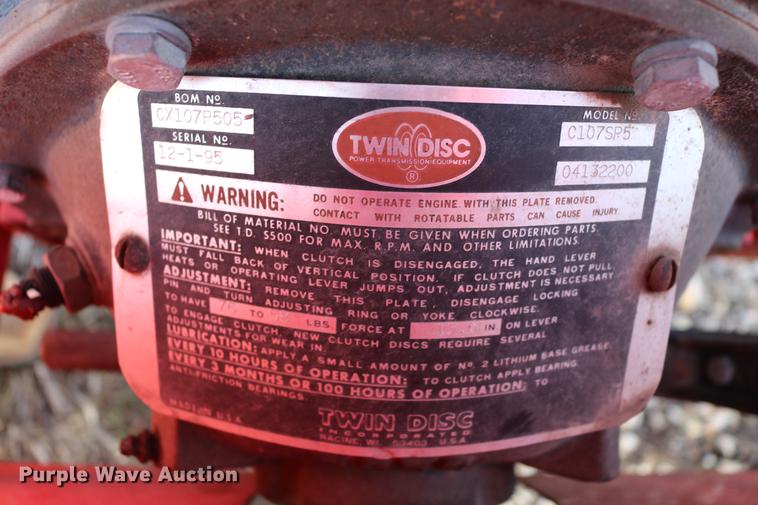 BOM Nº.
CX107P505
SERIAL Nº.
12-1-95
TWIN DISC
POWER TRANSMISSION EQUIPMENT
®
MODEL Nº.
C107SP5
04132200
WARNING: DO NOT OPERATE ENGINE WITH THIS PLATE REMOVED.
CONTACT WITH ROTATABLE PARTS CAN CAUSE INJURY.
BILL OF MATERIAL NO. MUST BE GIVEN WHEN ORDERING PARTS.
SEE T.D. S500 FOR MAX. R.P.M. AND OTHER LIMITATIONS.
IMPORTANT: WHEN CLUTCH IS DISENGAGED, THE HAND LEVER
MUST FALL BACK OF VERTICAL POSITION. IF CLUTCH DOES NOT PULL,
HEATS OR OPERATING LEVER JUMPS OUT, ADJUSTMENT IS NECESSARY.
ADJUSTMENT: REMOVE THIS PLATE, DISENGAGE LOCKING
PIN AND TURN ADJUSTING RING OR YOKE CLOCKWISE.
TO HAVE TO LBS FORCE AT IN ON LEVER
TO ENGAGE CLUTCH. NEW CLUTCH DISCS REQUIRE SEVERAL
ADJUSTMENTS FOR WEAR IN.
LUBRICATION: APPLY A SMALL AMOUNT OF Nº. 2 LITHIUM BASE GREASE
EVERY 10 HOURS OF OPERATION: TO CLUTCH APPLY BEARING.
EVERY 3 MONTHS OR 100 HOURS OF OPERATION: TO
ANTI-FRICTION BEARINGS.
MADE IN U.S.A.
TWIN DISC
INCORPORATED
RACINE, WI. 53403 U.S.A.
Purple Wave Auction